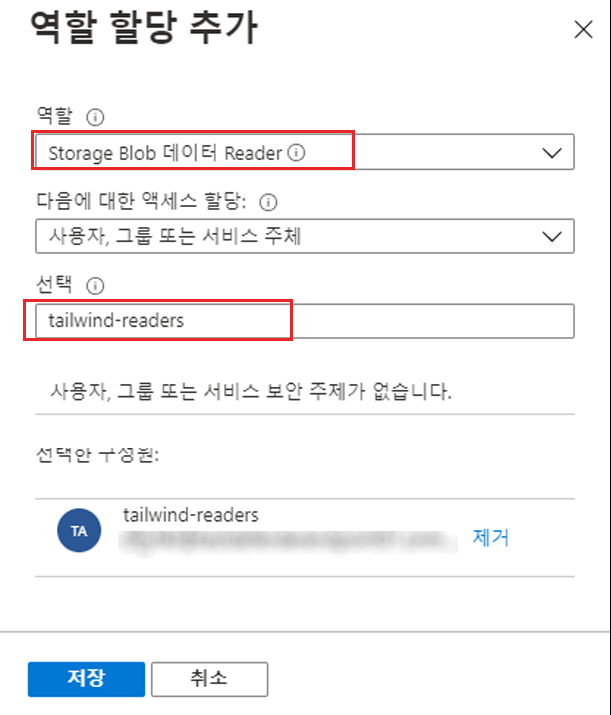 역할 할당 추가
역할
Storage Blob 데이터 Reader
다음에 대한 액세스 할당:
사용자, 그룹 또는 서비스 주체
선택
tailwind-readers
사용자, 그룹 또는 서비스 보안 주제가 없습니다.
선택한 구성원:
TA
tailwind-readers
제거
저장
취소